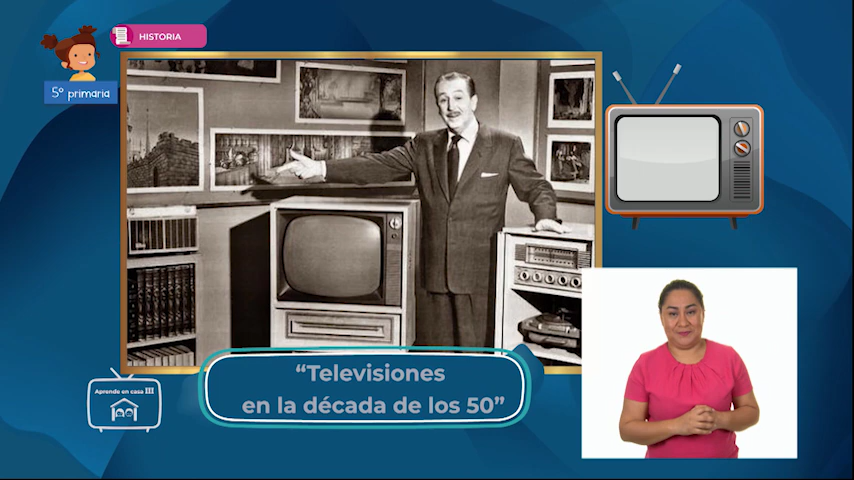 HISTORIA
5° primaria
“Televisiones
en la década de los 50”
Aprende en casa III